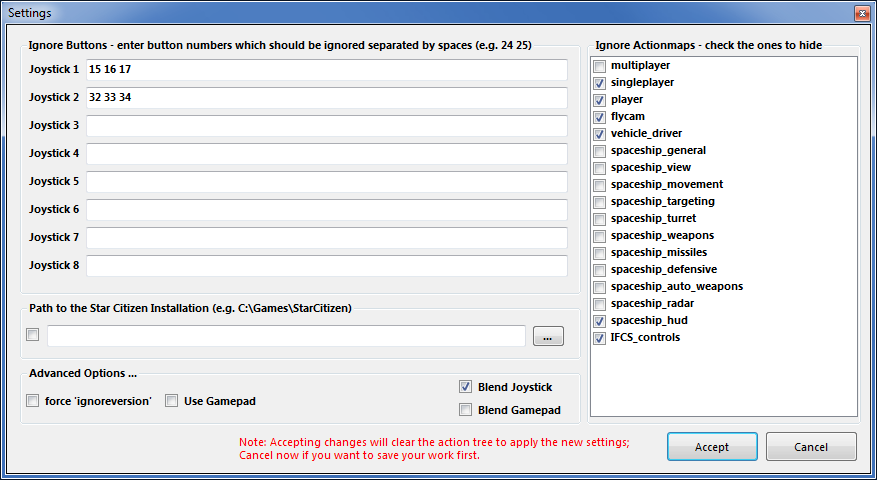 Settings
Ignore Buttons - enter button numbers which should be ignored separated by spaces (e.g. 24 25)
Joystick 1 15 16 17
Joystick 2 32 33 34
Joystick 3
Joystick 4
Joystick 5
Joystick 6
Joystick 7
Joystick 8
Path to the Star Citizen Installation (e.g. C:\Games\StarCitizen)
...
Advanced Options ...
force 'ignoreversion' Use Gamepad
Blend Joystick
Blend Gamepad
Ignore Actionmaps - check the ones to hide
multiplayer
singleplayer
player
flycam
vehicle_driver
spaceship_general
spaceship_view
spaceship_movement
spaceship_targeting
spaceship_turret
spaceship_weapons
spaceship_missiles
spaceship_defensive
spaceship_auto_weapons
spaceship_radar
spaceship_hud
IFCS_controls
Note: Accepting changes will clear the action tree to apply the new settings;
Cancel now if you want to save your work first.
Accept Cancel